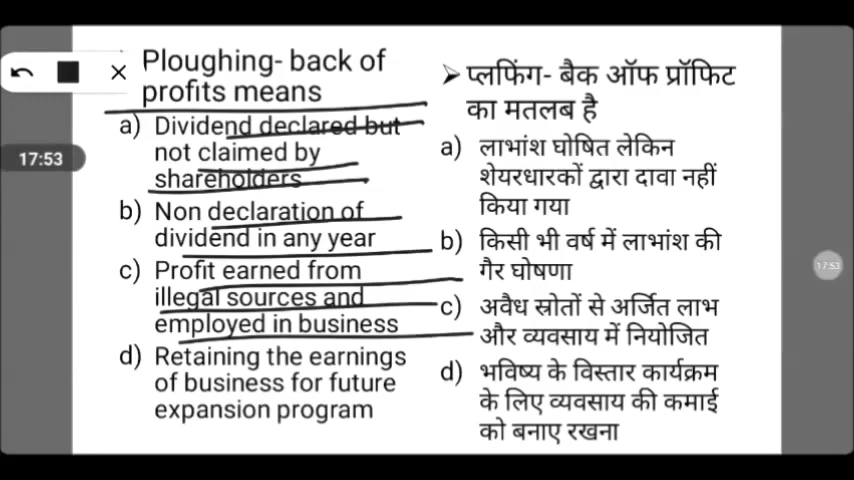 Ploughing- back of
profits means
a) Dividend declared but
not claimed by
shareholders
b) Non declaration of
dividend in any year
c) Profit earned from
illegal sources and
employed in business
d) Retaining the earnings
of business for future
expansion program
➢ प्लफिंग- बैक ऑफ प्रॉफिट
का मतलब है
a) लाभांश घोषित लेकिन
शेयरधारकों द्वारा दावा नहीं
किया गया
b) किसी भी वर्ष में लाभांश की
गैर घोषणा
c) अवैध स्रोतों से अर्जित लाभ
और व्यवसाय में नियोजित
d) भविष्य के विस्तार कार्यक्रम
के लिए व्यवसाय की कमाई
को बनाए रखना
17:53
17:53